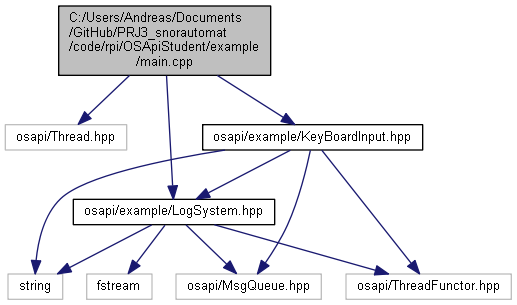 C:/Users/Andreas/Documents
/GitHub/PRJ3_snorautomat
/code/rpi/OSApiStudent/example
/main.cpp
osapi/Thread.hpp
osapi/example/KeyBoardInput.hpp
osapi/example/LogSystem.hpp
string
fstream
osapi/MsgQueue.hpp
osapi/ThreadFunctor.hpp